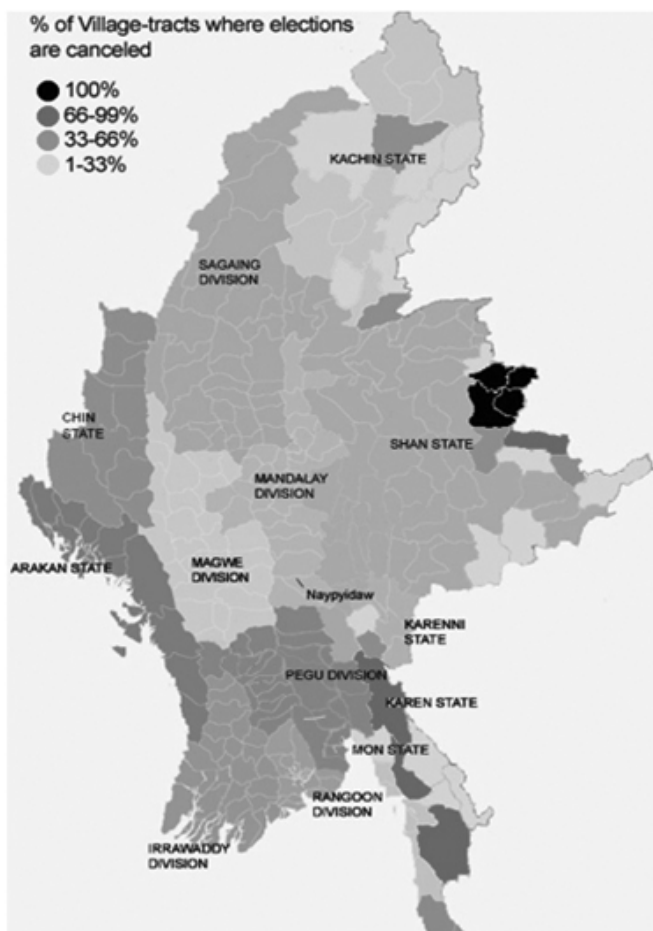 % of Village-tracts where elections
are canceled
100%
66-99%
33-66%
1-33%
KACHIN STATE
SAGAING
DIVISION
CHIN
STATE
SHAN STATE
MANDALAY
DIVISION
ARAKAN STATE
MAGWE
DIVISION
Naypyidaw
KARENNI
STATE
PEGU DIVISION
KAREN STATE
MON STATE
RANGOON
DIVISION
IRRAWADDY
DIVISION